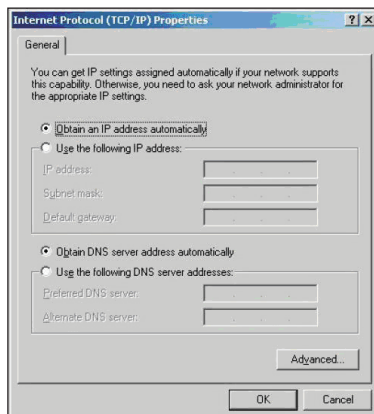 Internet Protocol (TCP/IP) Properties
General
You can get IP settings assigned automatically if your network supports
this capability. Otherwise, you need to ask your network administrator for
the appropriate IP settings.
Obtain an IP address automatically
Use the following IP address:
IP address:
Subnet mask:
Default gateway:
Obtain DNS server address automatically
Use the following DNS server addresses:
Preferred DNS server:
Alternate DNS server:
Advanced...
OK
Cancel